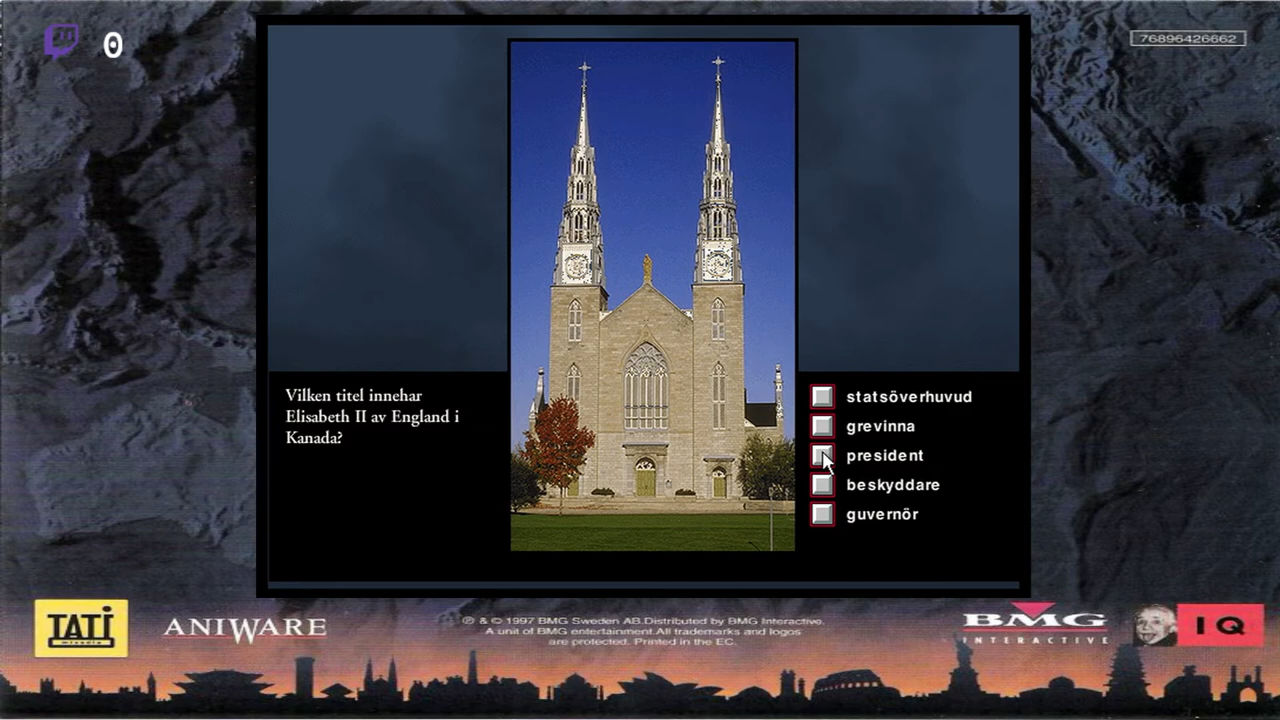 0
76896426662
Vilken titel innehar
Elisabeth II av England i
Kanada?
statsöverhuvud
grevinna
president
beskyddare
guvernör
TATi
mixedia
ANIWARE
℗ & © 1997 BMG Sweden AB.Distributed by BMG Interactive.
A unit of BMG entertainment.All trademarks and logos
are protected. Printed in the EC.
BMG
INTERACTIVE
IQ